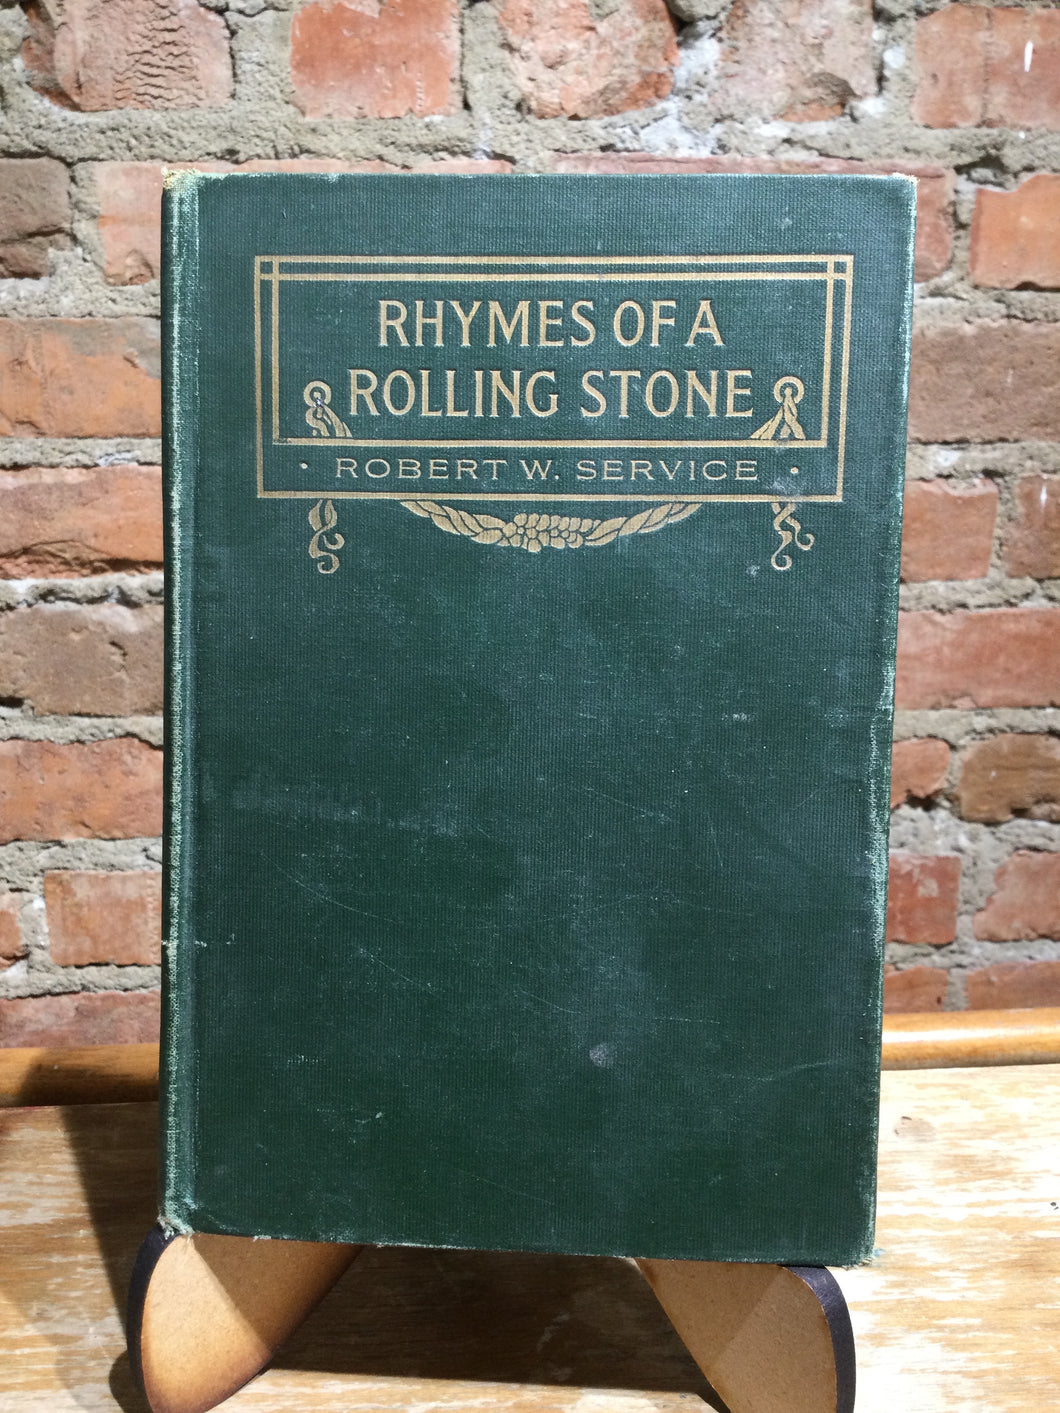 RHYMES OF A
ROLLING STONE
· ROBERT W. SERVICE ·